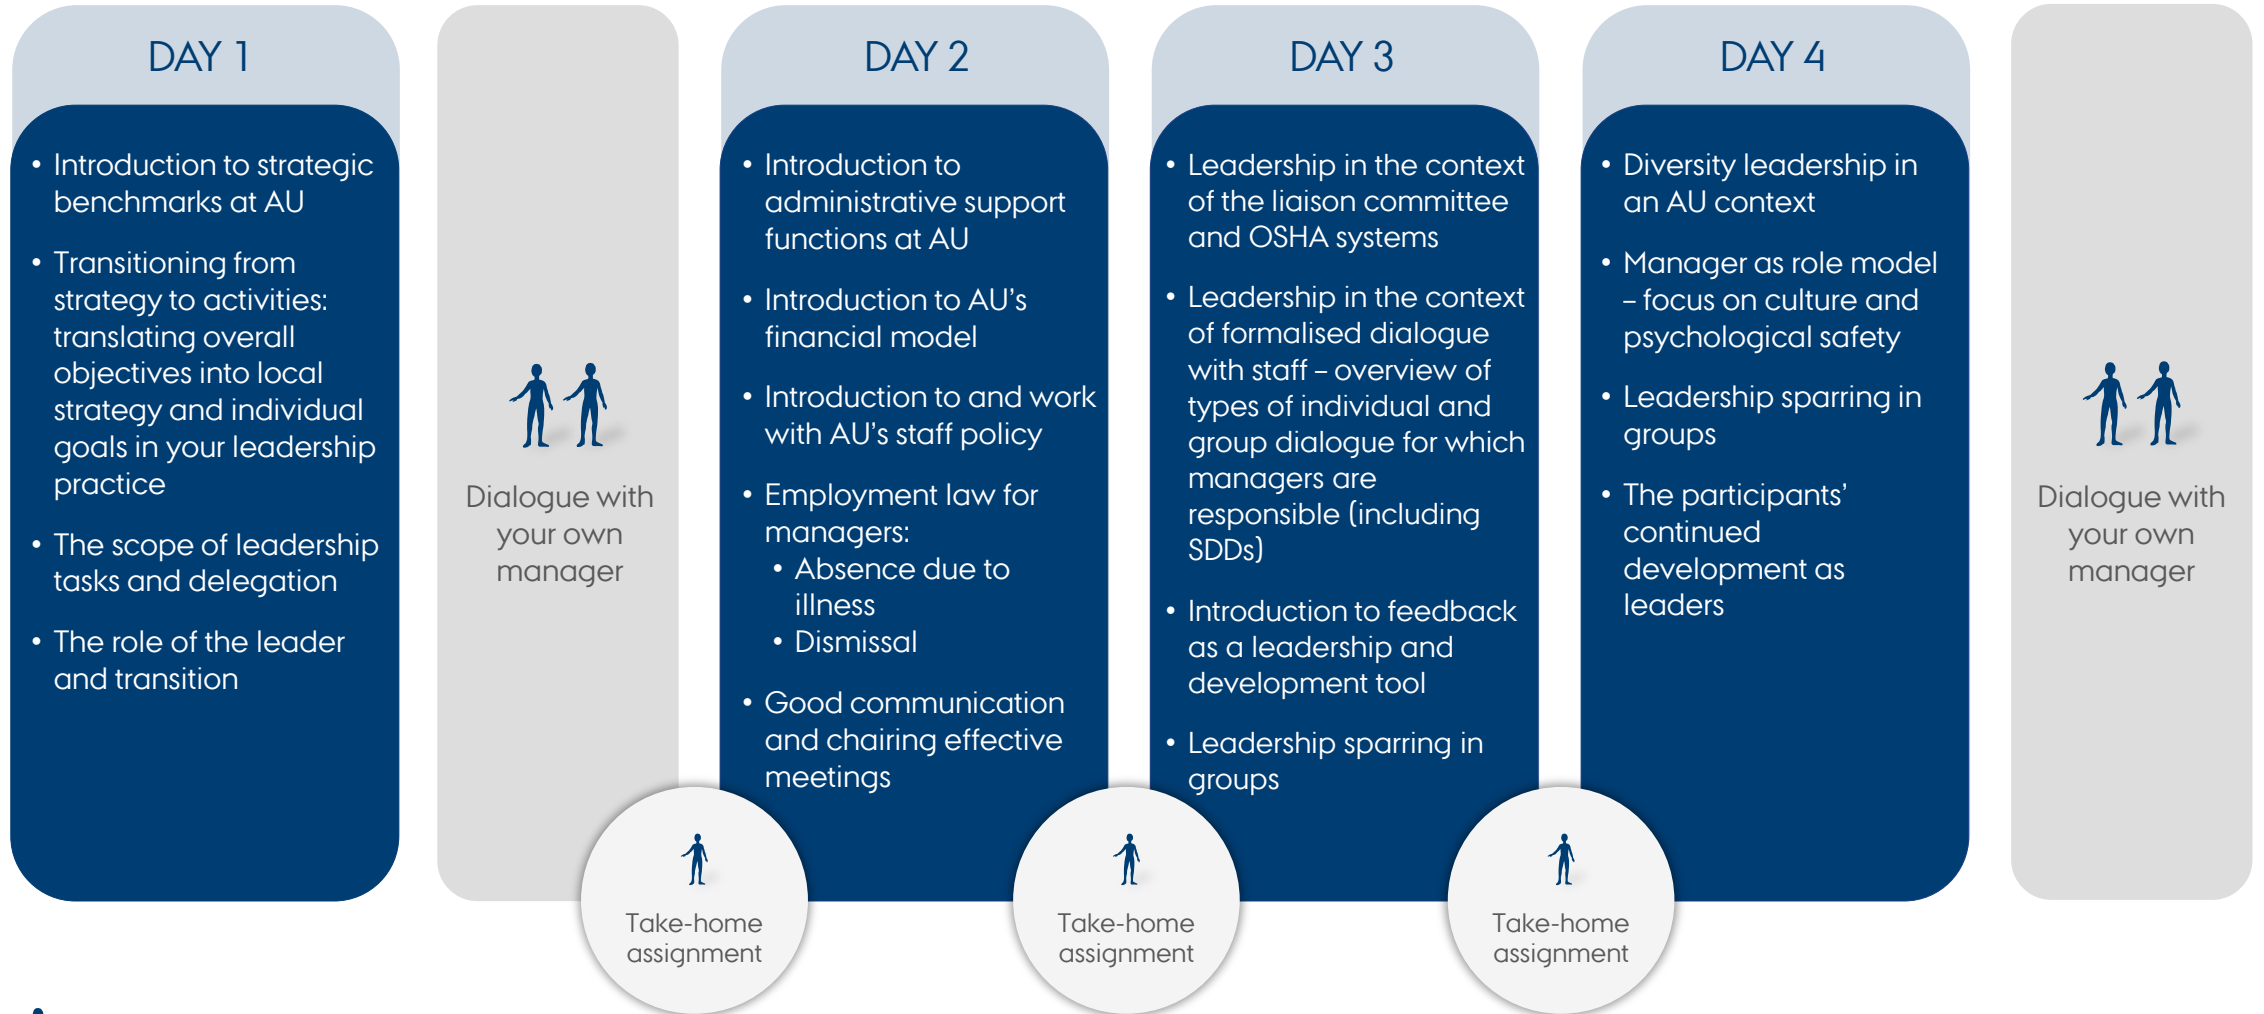 DAY 1
• Introduction to strategic
benchmarks at AU
• Transitioning from
strategy to activities:
translating overall
objectives into local
strategy and individual
goals in your leadership
practice
• The scope of leadership
tasks and delegation
• The role of the leader
and transition
Dialogue with
your own
manager
Take-home
assignment
DAY 2
• Introduction to
administrative support
functions at AU
• Introduction to AU's
financial model
• Introduction to and work
with AU's staff policy
• Employment law for
managers:
• Absence due to
illness
• Dismissal
• Good communication
and chairing effective
meetings
Take-home
assignment
DAY 3
• Leadership in the context
of the liaison committee
and OSHA systems
• Leadership in the context
of formalised dialogue
with staff – overview of
types of individual and
group dialogue for which
managers are
responsible (including
SDDs)
• Introduction to feedback
as a leadership and
development tool
• Leadership sparring in
groups
Take-home
assignment
DAY 4
• Diversity leadership in
an AU context
• Manager as role model
– focus on culture and
psychological safety
• Leadership sparring in
groups
• The participants'
continued
development as
leaders
Dialogue with
your own
manager